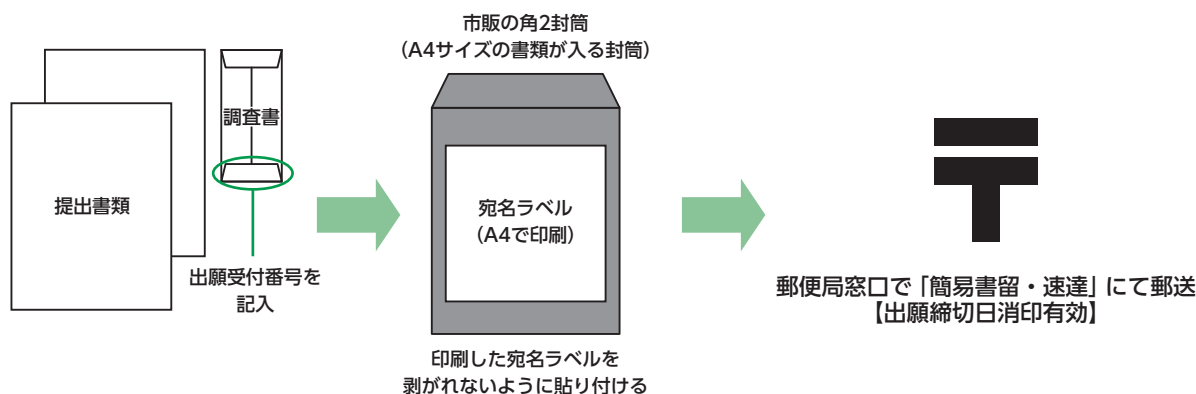 提出書類
調査書
出願受付番号を
記入
市販の角2封筒
（A4サイズの書類が入る封筒）
宛名ラベル
（A4で印刷）
印刷した宛名ラベルを
剥がれないように貼り付ける
〒
郵便局窓口で「簡易書留・速達」にて郵送
【出願締切日消印有効】